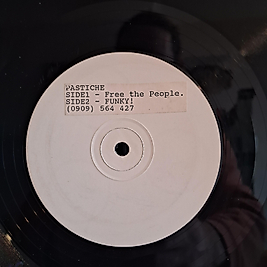 PASTICHE
SIDE1 - Free the People.
SIDE2 - FUNKY!
(0909) 564 427